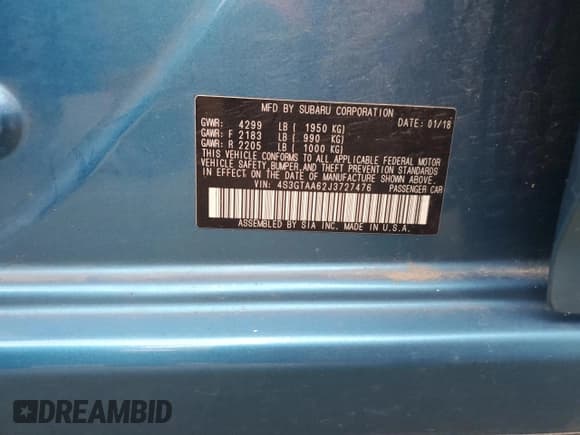 MFD BY SUBARU CORPORATION
GVWR: 4299 LB ( 1950 KG) DATE: 01/18
GAWR: F 2183 LB ( 990 KG)
GAWR: R 2205 LB ( 1000 KG)
THIS VEHICLE CONFORMS TO ALL APPLICABLE FEDERAL MOTOR
VEHICLE SAFETY, BUMPER, AND THEFT PREVENTION STANDARDS
IN EFFECT ON THE DATE OF MANUFACTURE SHOWN ABOVE.
VIN: 4S3GTAA62J3727476 PASSENGER CAR
ASSEMBLED BY SIA INC. MADE IN U.S.A.
DREAMBID